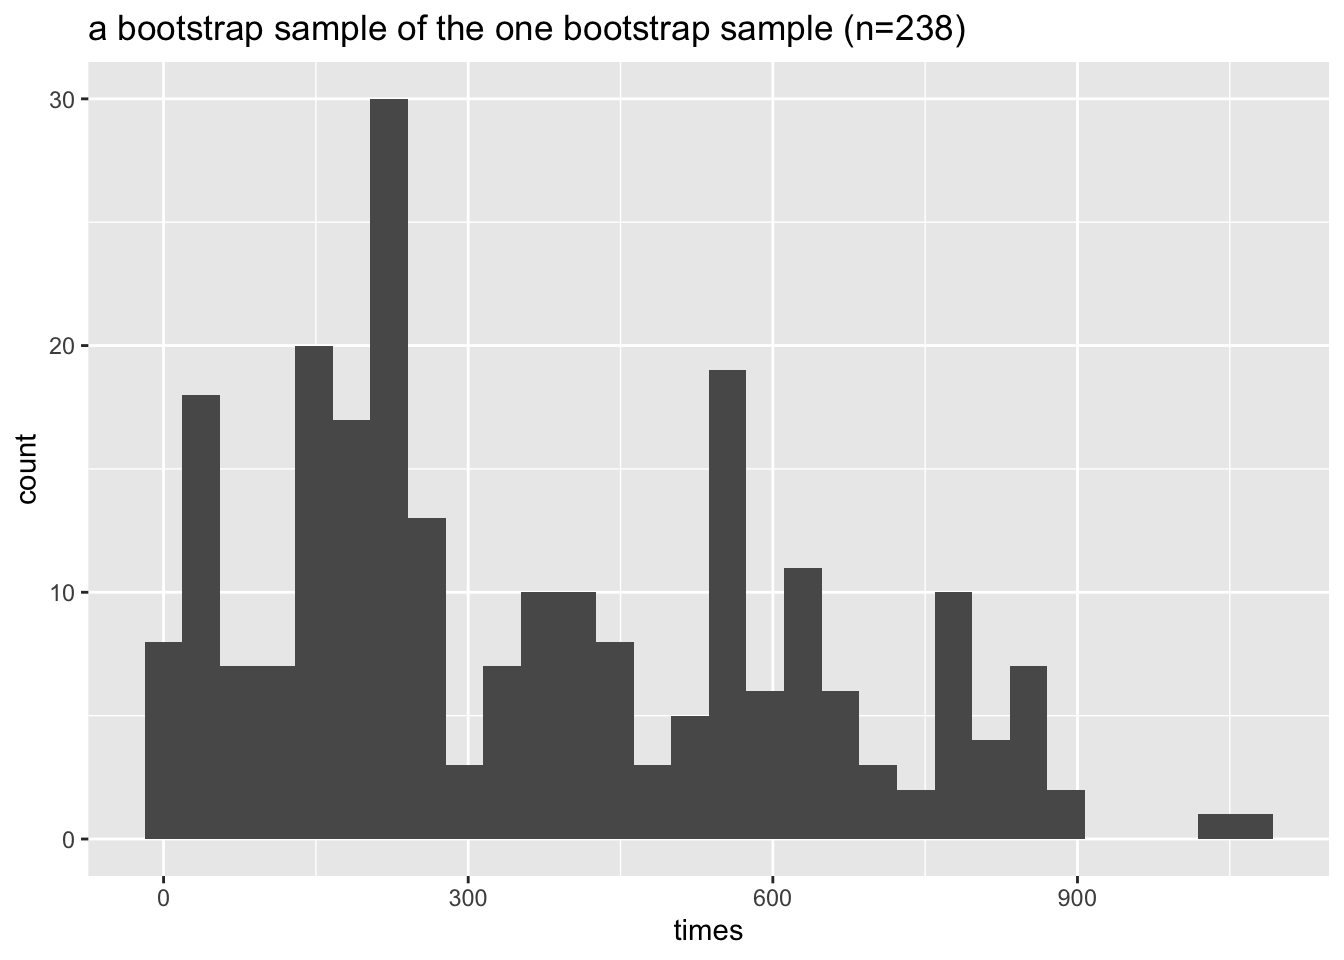 a bootstrap sample of the one bootstrap sample (n=238)
30
20
10
0
count
0 300 600 900
times